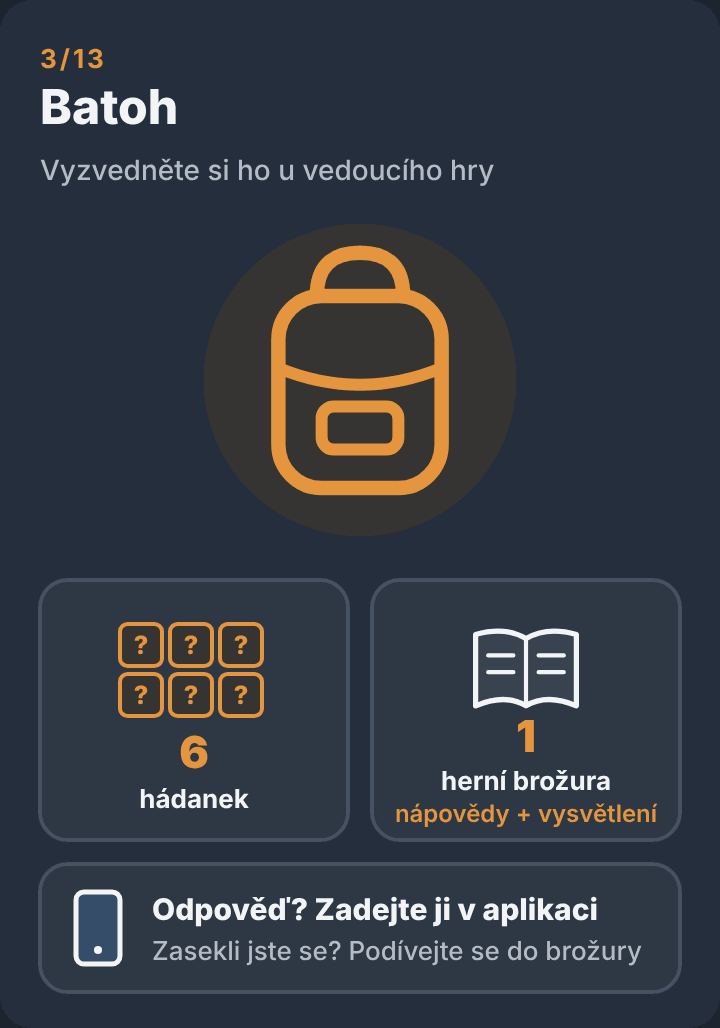 3/13
Batoh
Vyzvedněte si ho u vedoucího hry
? ? ?
? ? ?
6
hádanek
1
herní brožura
nápovědy + vysvětlení
Odpověď? Zadejte ji v aplikaci
Zasekli jste se? Podívejte se do brožury